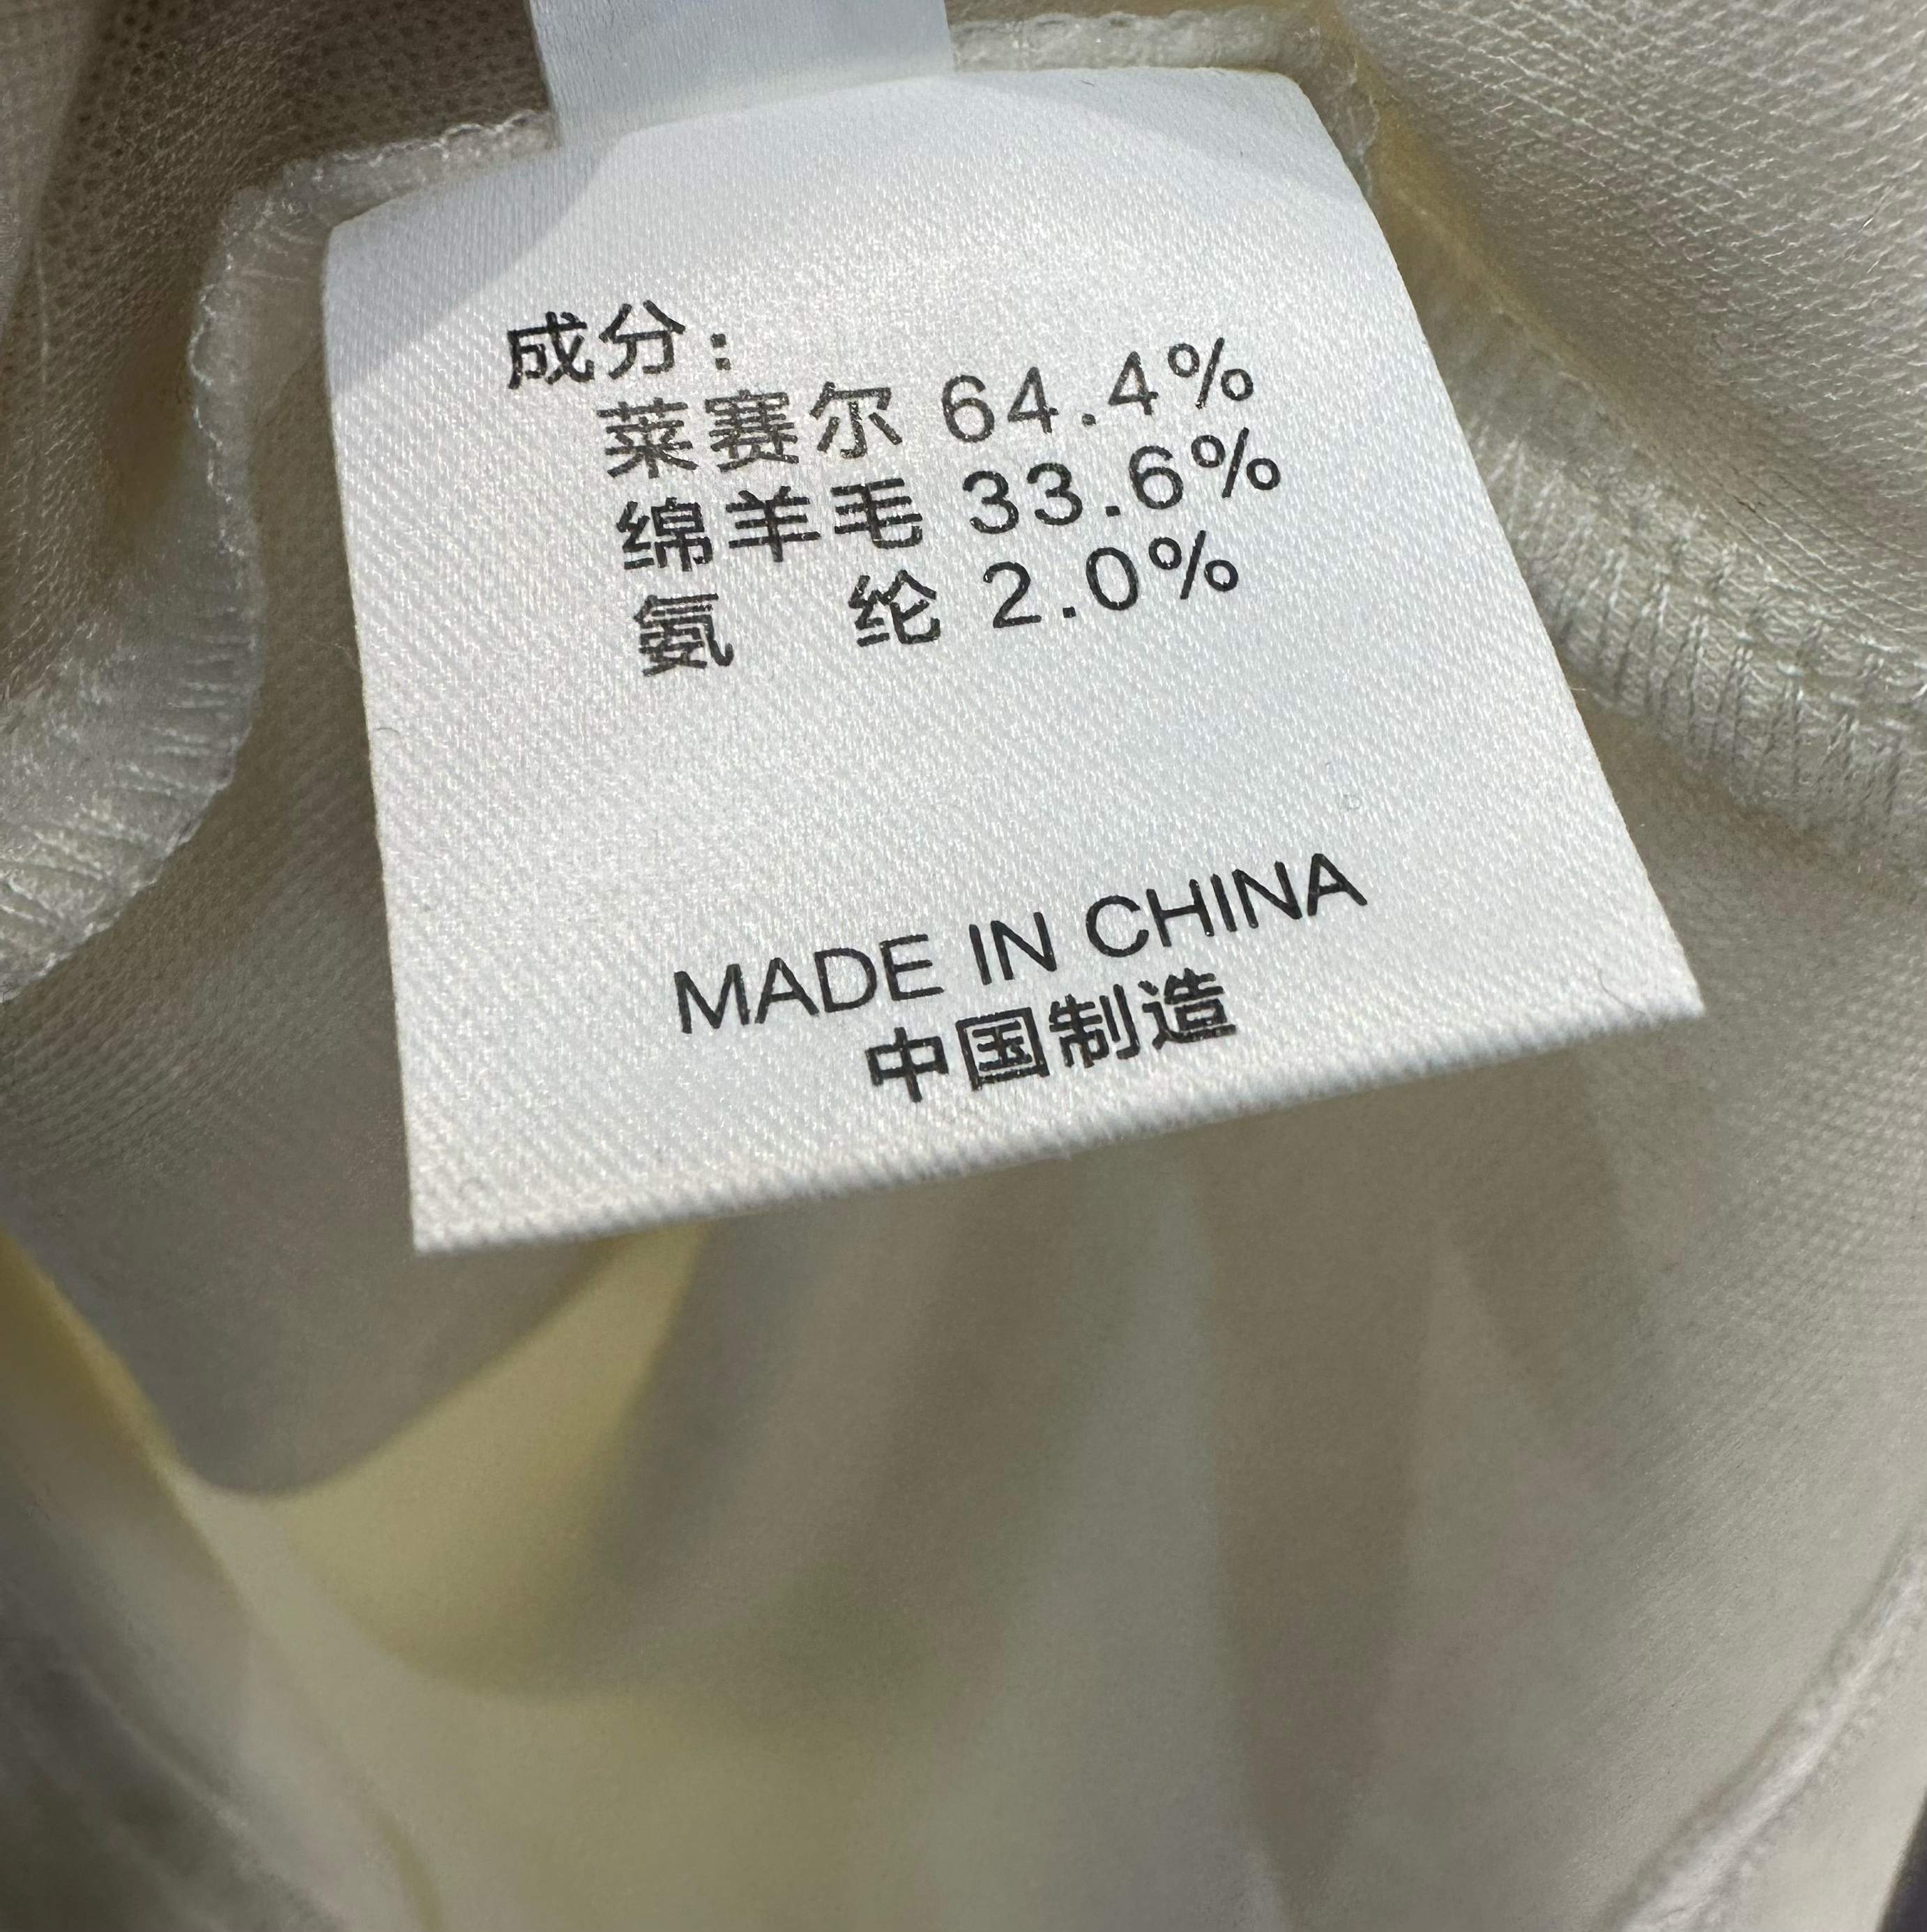 成分：
莱赛尔 64.4%
绵羊毛 33.6%
氨 纶 2.0%
MADE IN CHINA
中国制造